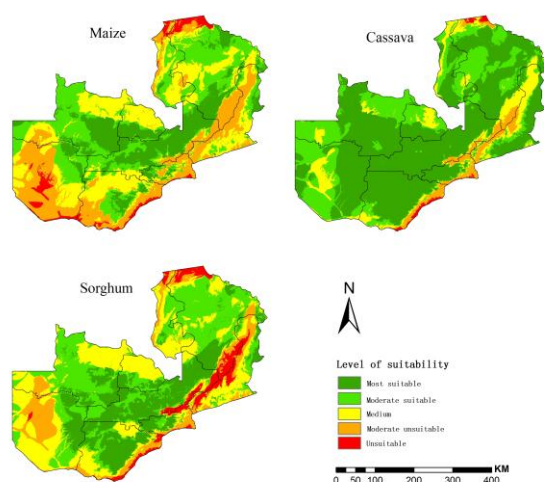 Maize
Cassava
Sorghum
N
Level of suitability
Most suitable
Moderate suitable
Medium
Moderate unsuitable
Unsuitable
KM
0 50 100 200 300 400